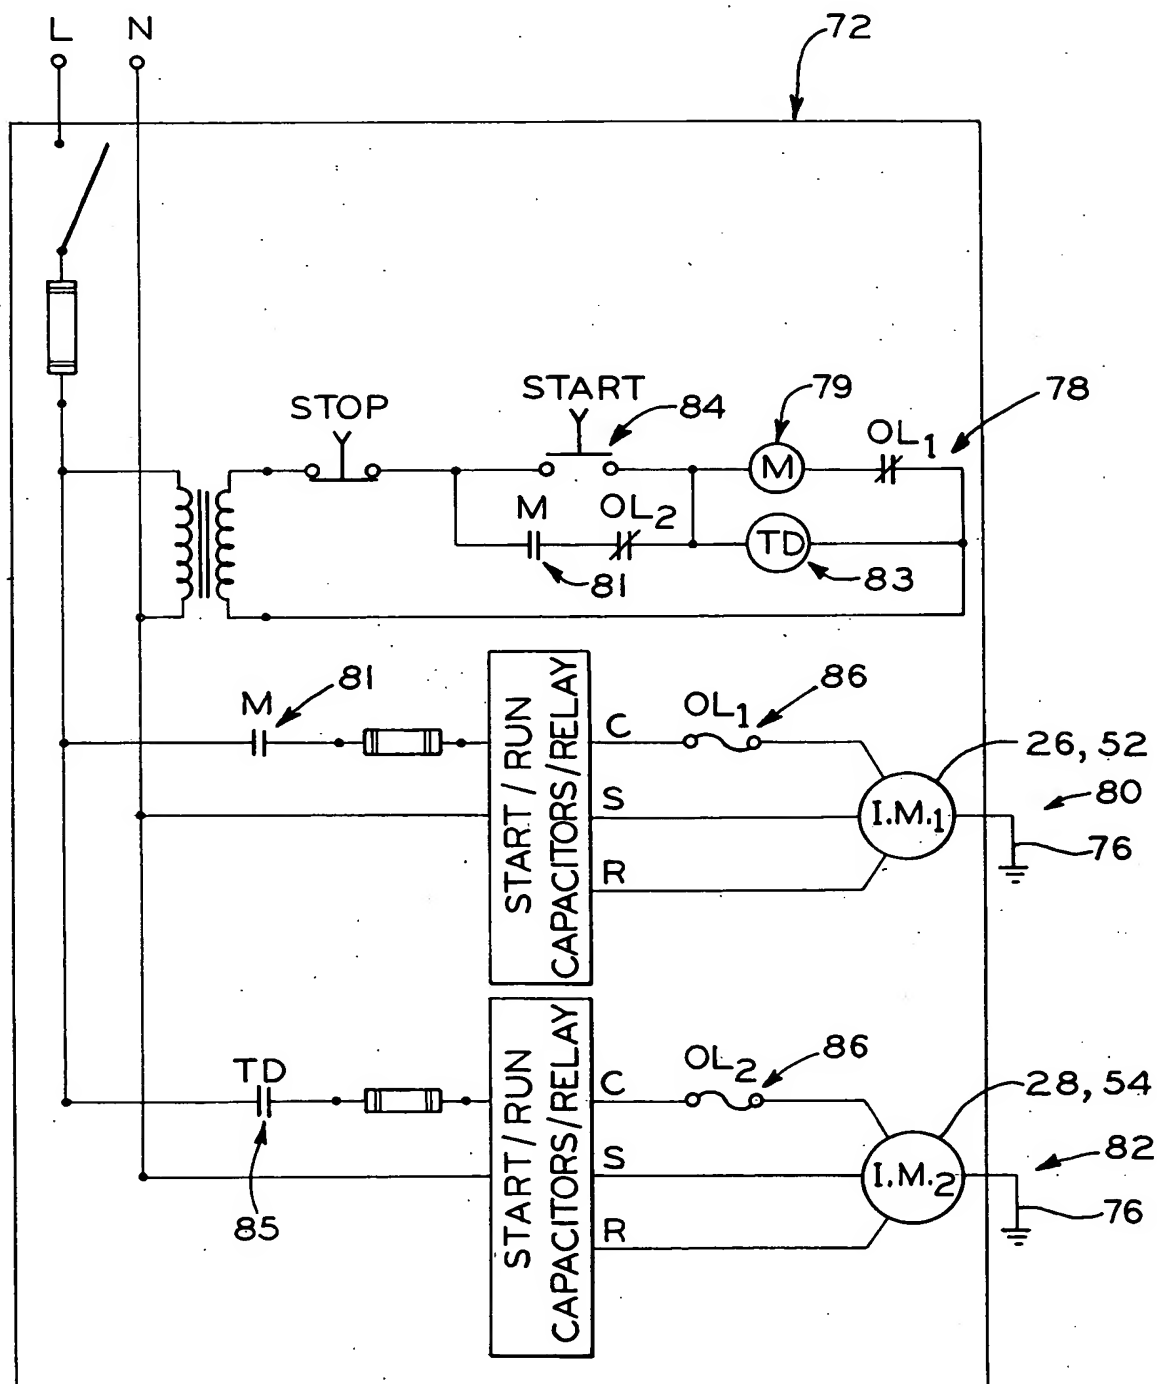 L N
72
START
STOP
84
79
78
OL1
M
M
OL2
TD
81
83
M
81
START / RUN
CAPACITORS/RELAY
C
S
R
OL1
86
26, 52
I.M.1
80
76
TD
85
START / RUN
CAPACITORS/RELAY
C
S
R
OL2
86
28, 54
I.M.2
82
76